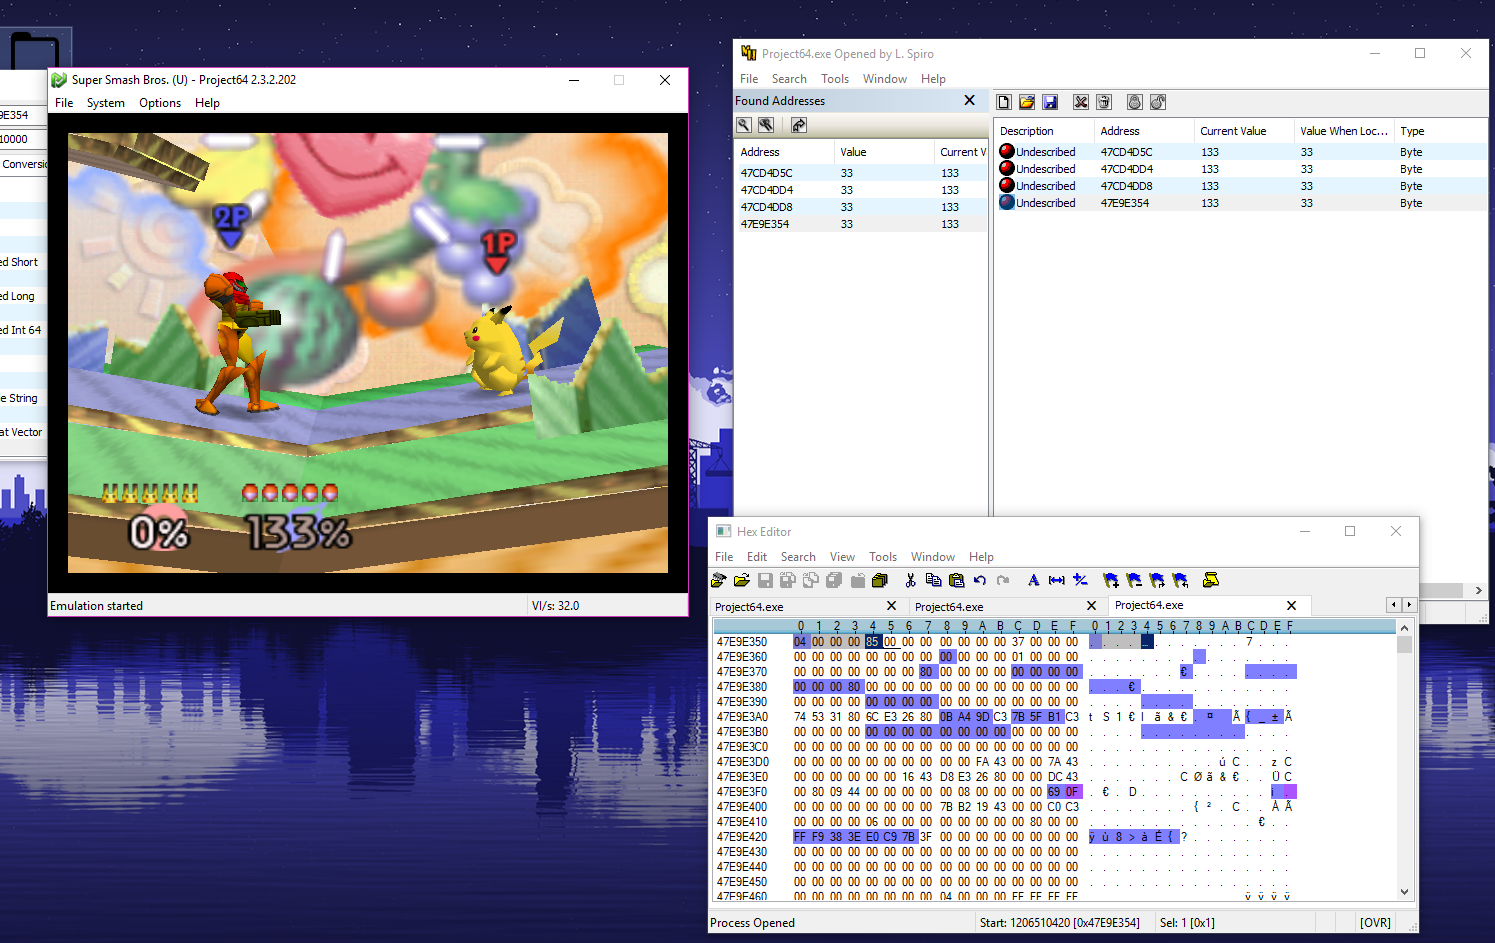 9E354
10000
Conversio
ed Short
ed Long
ed Int 64
e String
at Vector
Super Smash Bros. (U) - Project64 2.3.2.202
File System Options Help
2P
1P
0% 133%
Emulation started VI/s: 32.0
Project64.exe Opened by L. Spiro
File Search Tools Window Help
Found Addresses
Address Value Current V
47CD4D5C 33 133
47CD4DD4 33 133
47CD4DD8 33 133
47E9E354 33 133
Description Address Current Value Value When Loc... Type
Undescribed 47CD4D5C 133 33 Byte
Undescribed 47CD4DD4 133 33 Byte
Undescribed 47CD4DD8 133 33 Byte
Undescribed 47E9E354 133 33 Byte
Hex Editor
File Edit Search View Tools Window Help
Project64.exe Project64.exe Project64.exe
0 1 2 3 4 5 6 7 8 9 A B C D E F 0 1 2 3 4 5 6 7 8 9 A B C D E F
47E9E350 04 00 00 00 85 00 00 00 00 00 00 00 37 00 00 00 . . . . _ . . . . . . . 7 . . .
47E9E360 00 00 00 00 00 00 00 00 00 00 00 00 01 00 00 00 . . . . . . . . . . . . . . . .
47E9E370 00 00 00 00 00 00 00 80 00 00 00 00 00 00 00 00 . . . . . . . € . . . . . . . .
47E9E380 00 00 00 80 00 00 00 00 00 00 00 00 00 00 00 00 . . . € . . . . . . . . . . . .
47E9E390 00 00 00 00 00 00 00 00 00 00 00 00 00 00 00 00 . . . . . . . . . . . . . . . .
47E9E3A0 74 53 31 80 6C E3 26 80 0B A4 9D C3 7B 5F B1 C3 t S 1 € l ã & € . ¤ . Ã { _ ± Ã
47E9E3B0 00 00 00 00 00 00 00 00 00 00 00 00 00 00 00 00 . . . . . . . . . . . . . . . .
47E9E3C0 00 00 00 00 00 00 00 00 00 00 00 00 00 00 00 00 . . . . . . . . . . . . . . . .
47E9E3D0 00 00 00 00 00 00 00 00 00 00 FA 43 00 00 7A 43 . . . . . . . . . . ú C . . z C
47E9E3E0 00 00 00 00 00 00 16 43 D8 E3 26 80 00 00 DC 43 . . . . . . . C Ø ã & € . . Ü C
47E9E3F0 00 80 09 44 00 00 00 00 00 08 00 00 00 00 69 0F . € . D . . . . . . . . . . i .
47E9E400 00 00 00 00 00 00 00 00 7B B2 19 43 00 00 C0 C3 . . . . . . . . { ² . C . . À Ã
47E9E410 00 00 00 00 06 00 00 00 00 00 00 00 00 80 00 00 . . . . . . . . . . . . . € . .
47E9E420 FF F9 38 3E E0 C9 7B 3F 00 00 00 00 00 00 00 00 ÿ ù 8 > à É { ? . . . . . . . .
47E9E430 00 00 00 00 00 00 00 00 00 00 00 00 00 00 00 00 . . . . . . . . . . . . . . . .
47E9E440 00 00 00 00 00 00 00 00 00 00 00 00 00 00 00 00 . . . . . . . . . . . . . . . .
47E9E450 00 00 00 00 00 00 00 00 00 00 00 00 00 00 00 00 . . . . . . . . . . . . . . . .
47E9E460 00 00 00 00 00 00 00 00 04 00 00 00 FF FF FF FF . . . . . . . . . . . . ÿ ÿ ÿ ÿ
Process Opened Start: 1206510420 [0x47E9E354] Sel: 1 [0x1] [OVR]